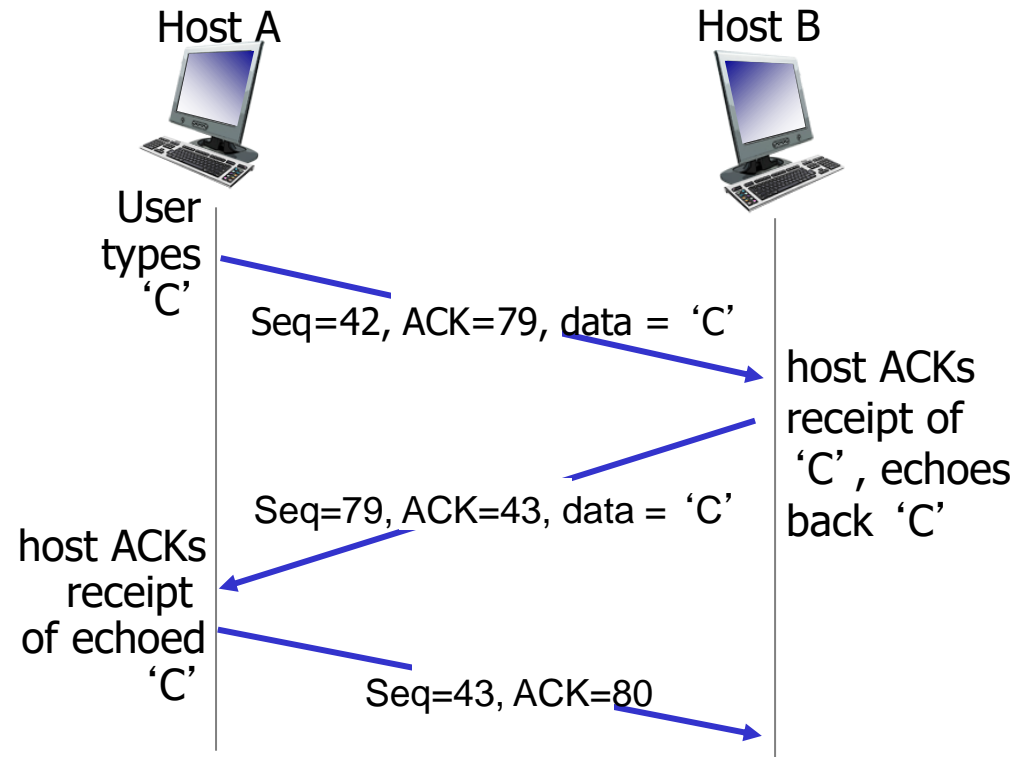 Host A
Host B
User
types
‘C’
Seq=42, ACK=79, data = ‘C’
host ACKs
receipt of
‘C’, echoes
back ‘C’
Seq=79, ACK=43, data = ‘C’
host ACKs
receipt
of echoed
‘C’
Seq=43, ACK=80